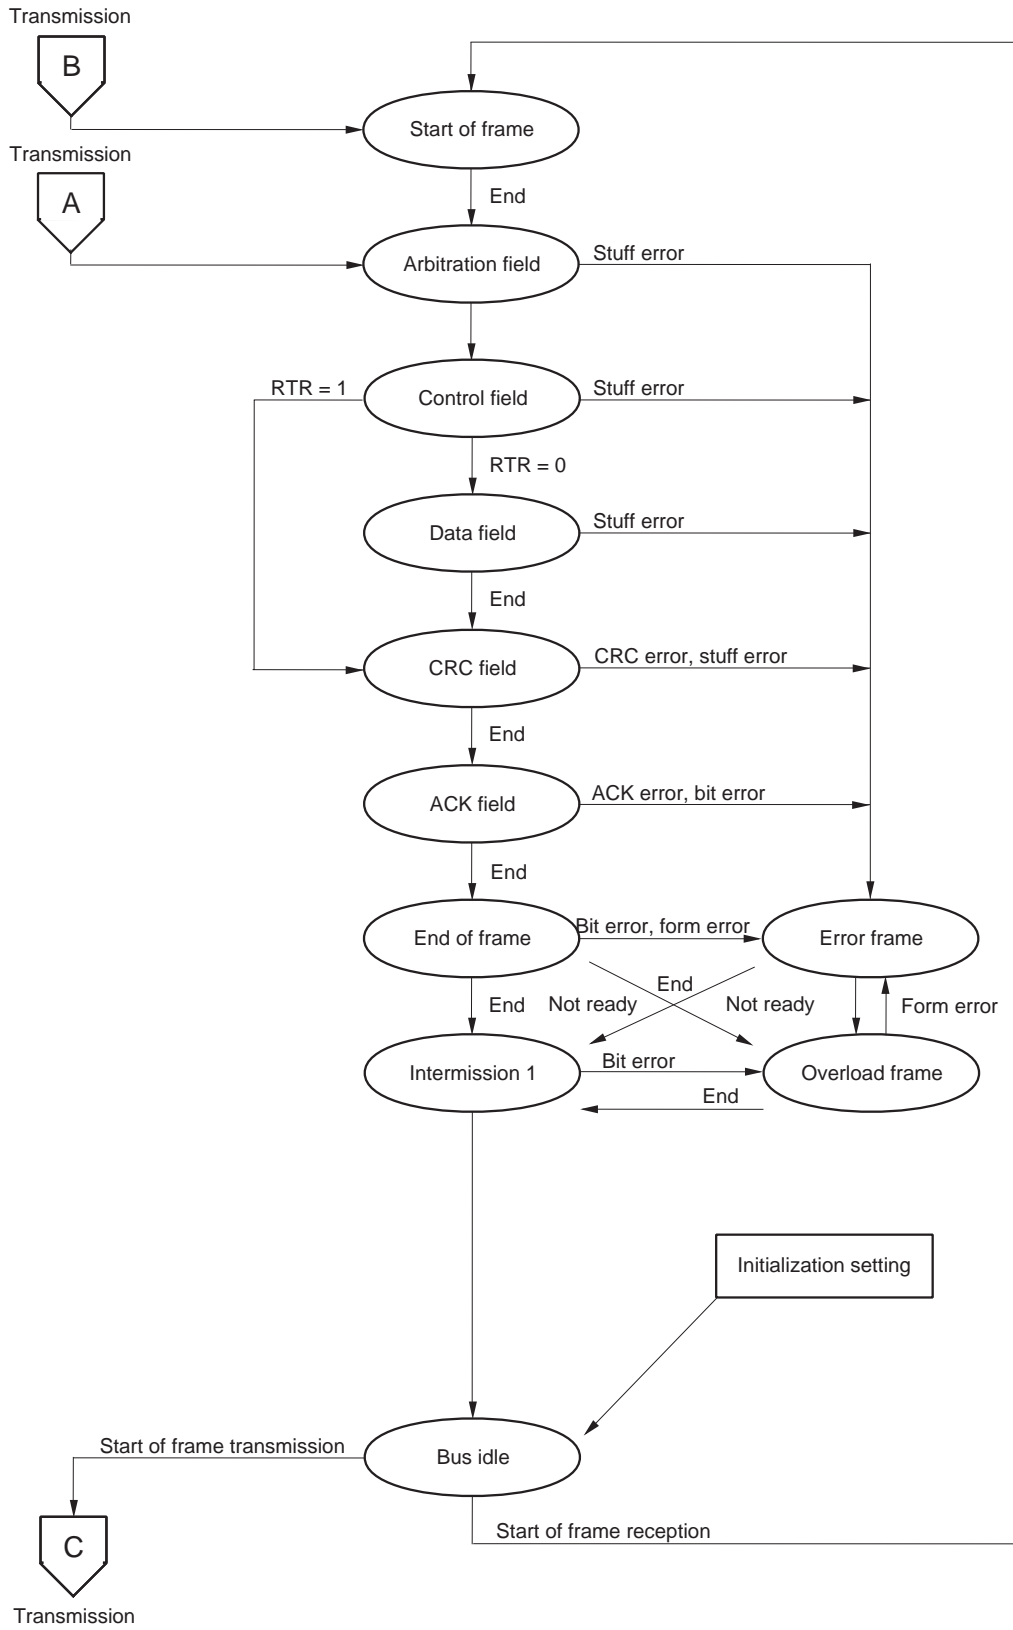 Transmission
B
Start of frame
Transmission
End
A
Arbitration field
Stuff error
RTR = 1
Control field
Stuff error
RTR = 0
Data field
Stuff error
End
CRC field
CRC error, stuff error
End
ACK field
ACK error, bit error
End
End of frame
Bit error, form error
Error frame
End
End
Not ready
Not ready
Form error
Intermission 1
Bit error
Overload frame
End
Initialization setting
Start of frame transmission
Bus idle
Start of frame reception
C
Transmission